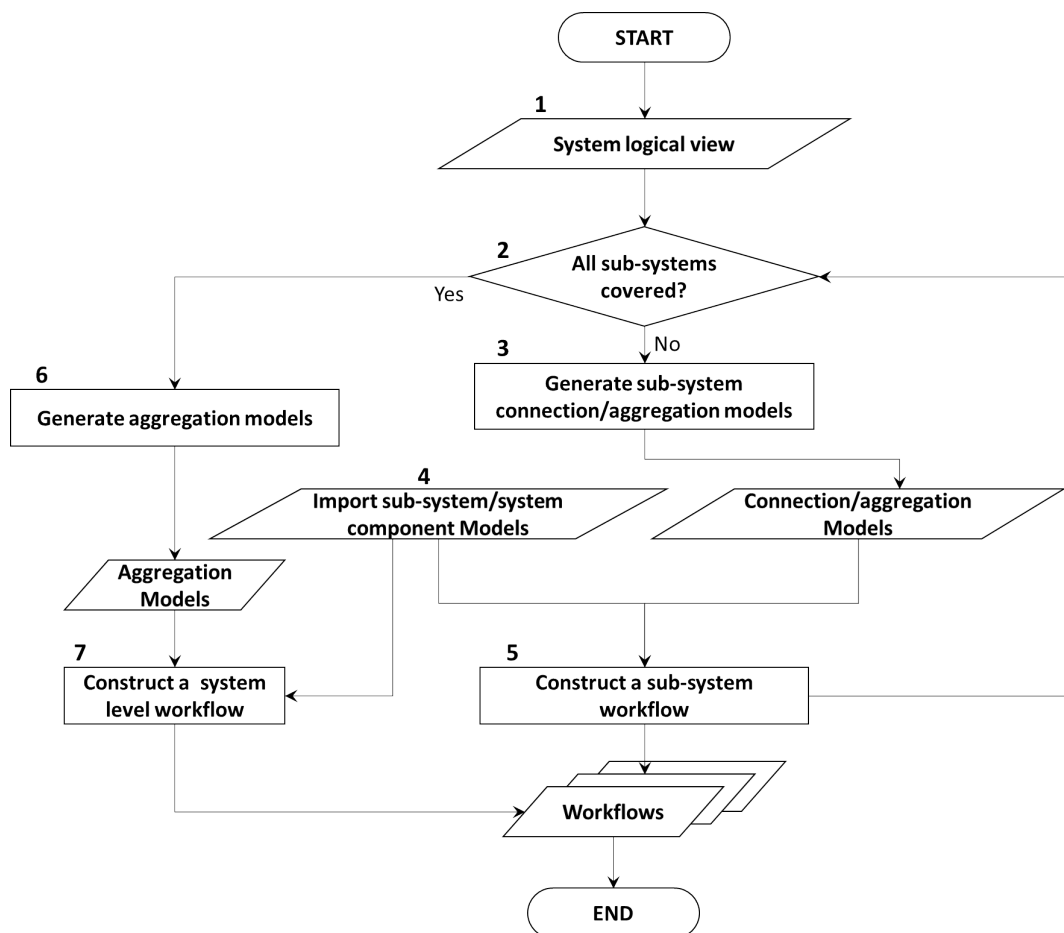 START
1
System logical view
2
All sub-systems
covered?
Yes
No
3
6
Generate sub-system
connection/aggregation models
Generate aggregation models
4
Import sub-system/system
component Models
Connection/aggregation
Models
Aggregation
Models
7
5
Construct a system
level workflow
Construct a sub-system
workflow
Workflows
END